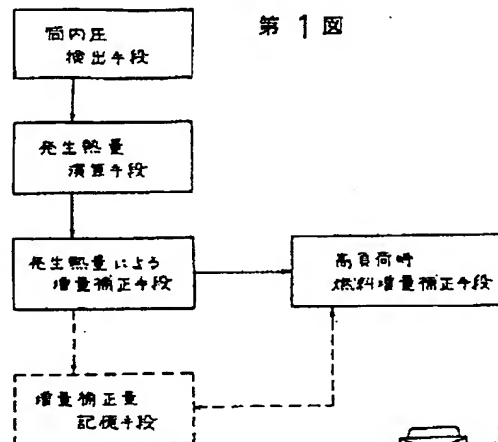 第1図
筒内圧
検出手段
発生熱量
演算手段
発生熱量による
増量補正手段
高負荷時
燃料増量補正手段
増量補正量
記憶手段